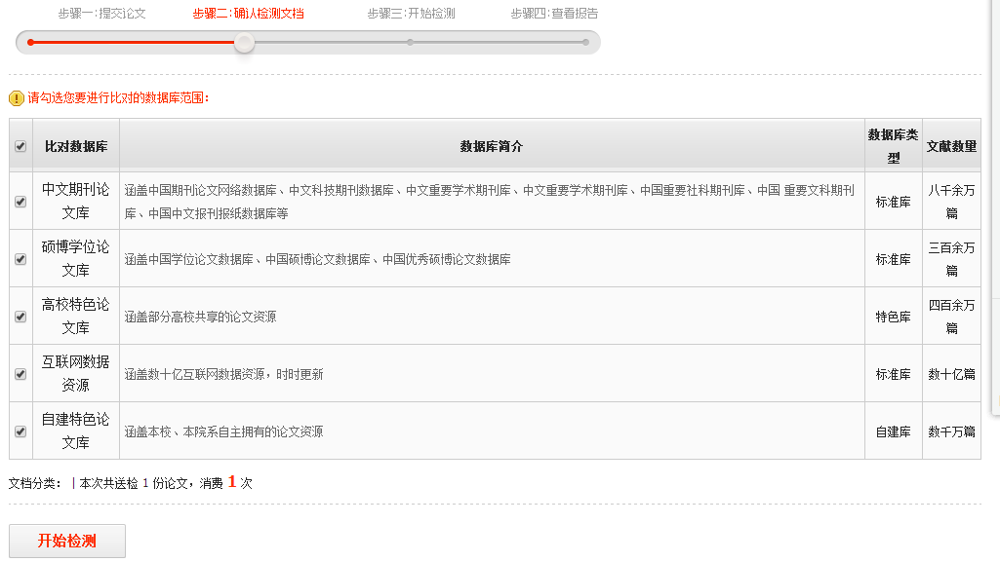 步骤一:提交论文 步骤二:确认检测文档 步骤三:开始检测 步骤四:查看报告
请勾选您要进行比对的数据库范围:
比对数据库 数据库简介 数据库类型 文献数量
中文期刊论文库 涵盖中国期刊论文网络数据库、中文科技期刊数据库、中文重要学术期刊库、中文重要学术期刊库、中国重要社科期刊库、中国 重要文科期刊库、中国中文报刊报纸数据库等 标准库 八千余万篇
硕博学位论文库 涵盖中国学位论文数据库、中国硕博论文数据库、中国优秀硕博论文数据库 标准库 三百余万篇
高校特色论文库 涵盖部分高校共享的论文资源 特色库 四百余万篇
互联网数据资源 涵盖数十亿互联网数据资源，时时更新 标准库 数十亿篇
自建特色论文库 涵盖本校、本院系自主拥有的论文资源 自建库 数千万篇
文档分类： | 本次共送检 1 份论文，消费 1 次
开始检测